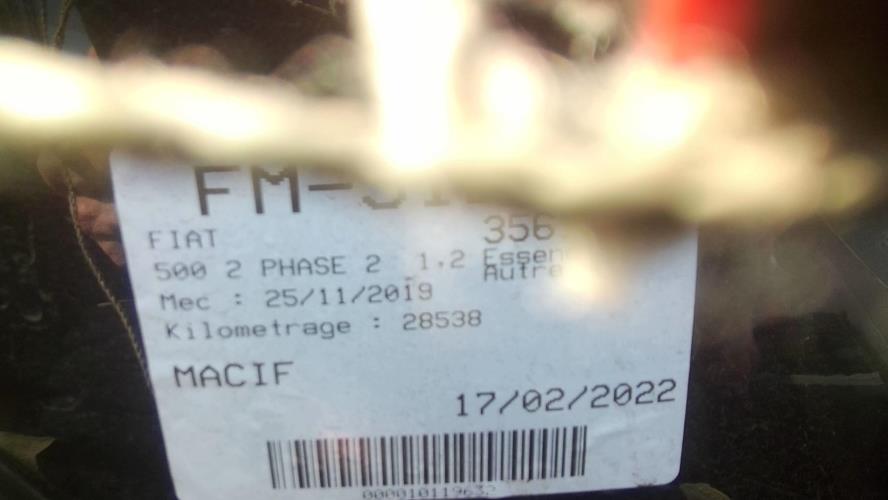 FM-
FIAT 356
500 2 PHASE 2 1.2 Essen
Autre
Mec : 25/11/2019
Kilometrage : 28538
MACIF
17/02/2022